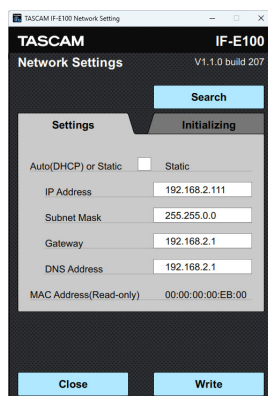 TASCAM IF-E100 Network Setting
TASCAM IF-E100
Network Settings V1.1.0 build 207
Search
Settings Initializing
Auto(DHCP) or Static Static
IP Address 192.168.2.111
Subnet Mask 255.255.0.0
Gateway 192.168.2.1
DNS Address 192.168.2.1
MAC Address(Read-only) 00:00:00:00:EB:00
Close Write